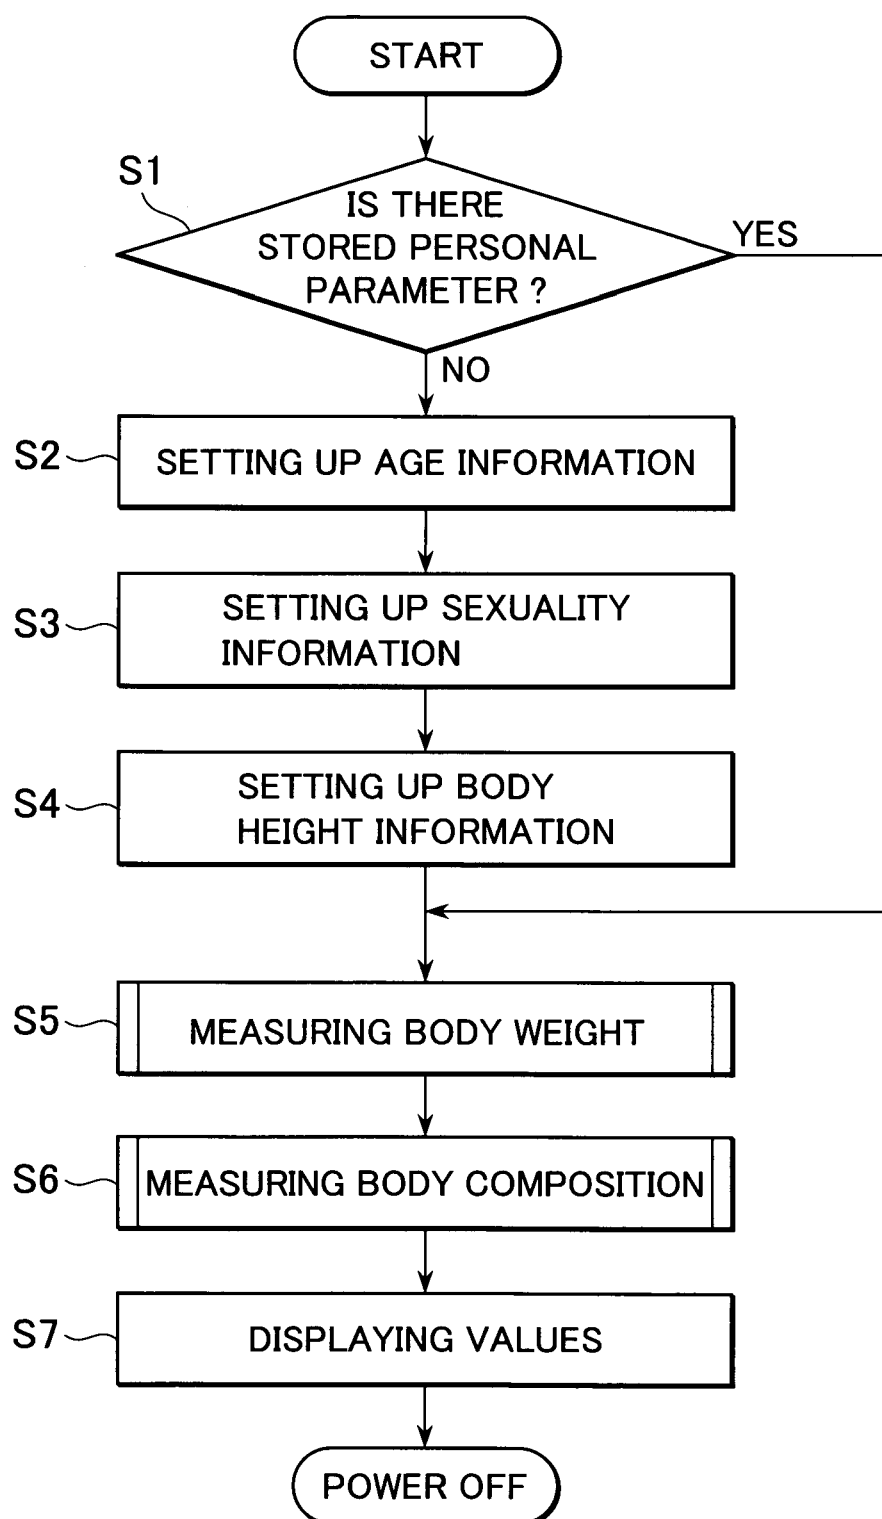 START
S1
IS THERE
STORED PERSONAL
PARAMETER ?
YES
NO
S2
SETTING UP AGE INFORMATION
S3
SETTING UP SEXUALITY
INFORMATION
S4
SETTING UP BODY
HEIGHT INFORMATION
S5
MEASURING BODY WEIGHT
S6
MEASURING BODY COMPOSITION
S7
DISPLAYING VALUES
POWER OFF